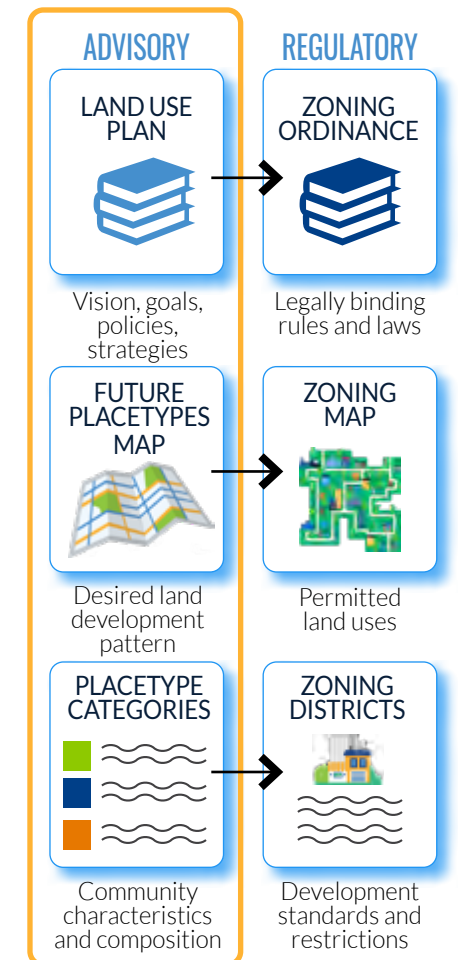 ADVISORY
REGULATORY
LAND USE
PLAN
ZONING
ORDINANCE
Vision, goals,
policies,
strategies
Legally binding
rules and laws
FUTURE
PLACETYPES
MAP
ZONING
MAP
Desired land
development
pattern
Permitted
land uses
PLACETYPE
CATEGORIES
ZONING
DISTRICTS
Community
characteristics
and composition
Development
standards and
restrictions